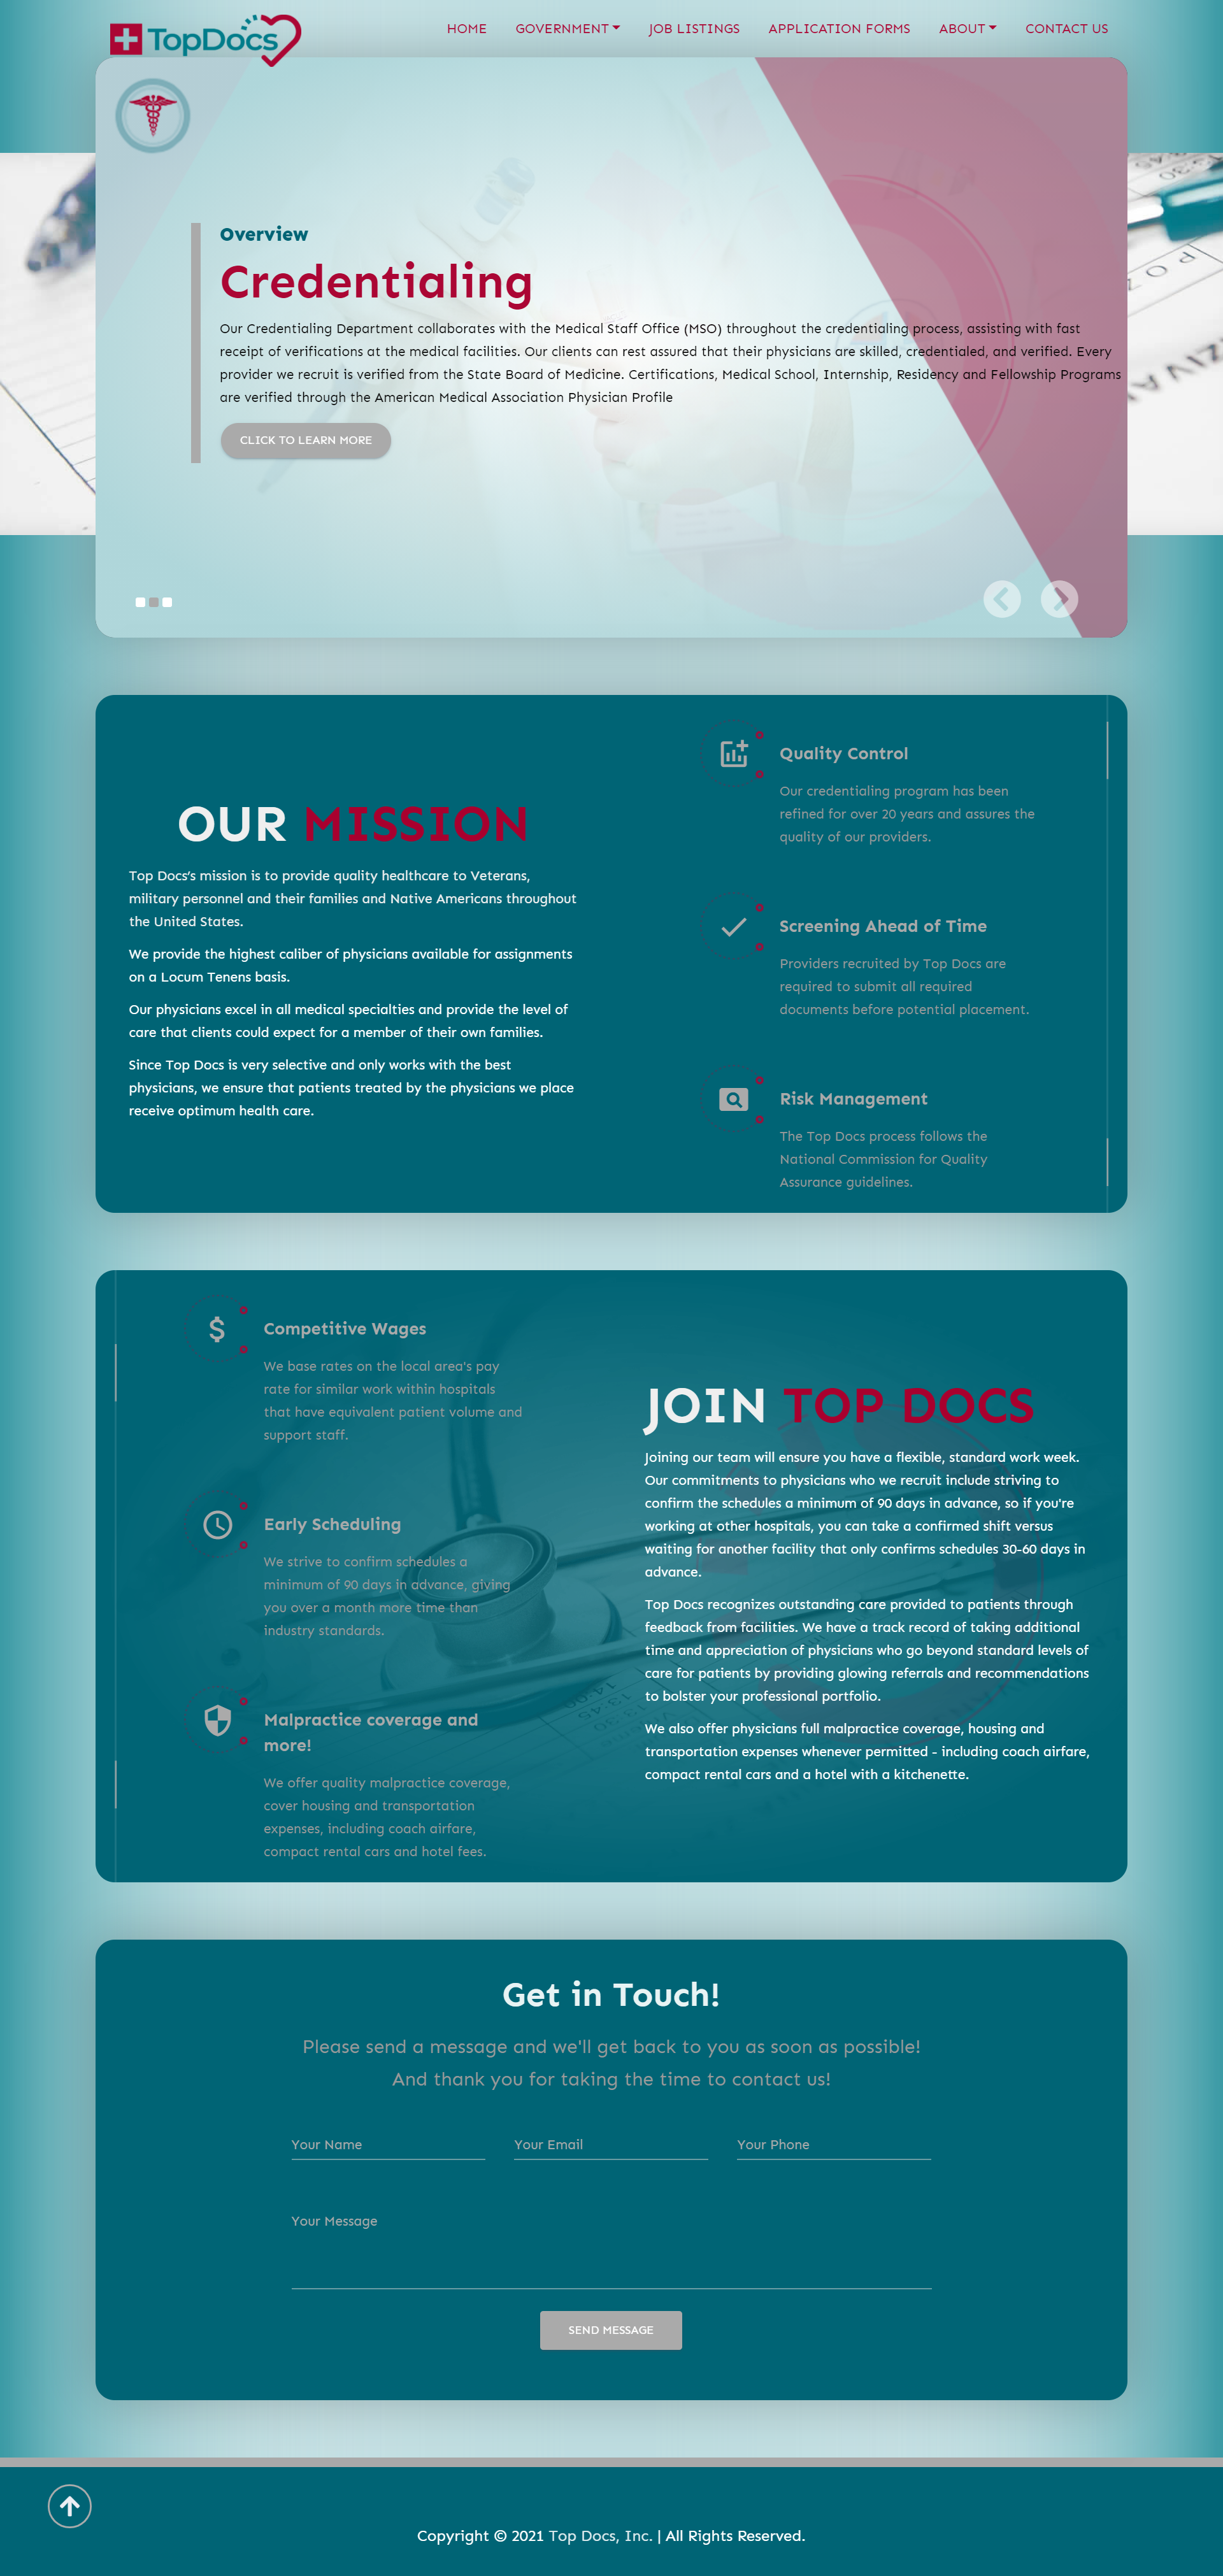 TopDocs
HOME GOVERNMENT JOB LISTINGS APPLICATION FORMS ABOUT CONTACT US
Overview
Credentialing
Our Credentialing Department collaborates with the Medical Staff Office (MSO) throughout the credentialing process, assisting with fast
receipt of verifications at the medical facilities. Our clients can rest assured that their physicians are skilled, credentialed, and verified. Every
provider we recruit is verified from the State Board of Medicine. Certifications, Medical School, Internship, Residency and Fellowship Programs
are verified through the American Medical Association Physician Profile
CLICK TO LEARN MORE
OUR MISSION
Top Docs’s mission is to provide quality healthcare to Veterans,
military personnel and their families and Native Americans throughout
the United States.
We provide the highest caliber of physicians available for assignments
on a Locum Tenens basis.
Our physicians excel in all medical specialties and provide the level of
care that clients could expect for a member of their own families.
Since Top Docs is very selective and only works with the best
physicians, we ensure that patients treated by the physicians we place
receive optimum health care.
Quality Control
Our credentialing program has been
refined for over 20 years and assures the
quality of our providers.
Screening Ahead of Time
Providers recruited by Top Docs are
required to submit all required
documents before potential placement.
Risk Management
The Top Docs process follows the
National Commission for Quality
Assurance guidelines.
Competitive Wages
We base rates on the local area's pay
rate for similar work within hospitals
that have equivalent patient volume and
support staff.
Early Scheduling
We strive to confirm schedules a
minimum of 90 days in advance, giving
you over a month more time than
industry standards.
Malpractice coverage and
more!
We offer quality malpractice coverage,
cover housing and transportation
expenses, including coach airfare,
compact rental cars and hotel fees.
JOIN TOP DOCS
Joining our team will ensure you have a flexible, standard work week.
Our commitments to physicians who we recruit include striving to
confirm the schedules a minimum of 90 days in advance, so if you're
working at other hospitals, you can take a confirmed shift versus
waiting for another facility that only confirms schedules 30-60 days in
advance.
Top Docs recognizes outstanding care provided to patients through
feedback from facilities. We have a track record of taking additional
time and appreciation of physicians who go beyond standard levels of
care for patients by providing glowing referrals and recommendations
to bolster your professional portfolio.
We also offer physicians full malpractice coverage, housing and
transportation expenses whenever permitted - including coach airfare,
compact rental cars and a hotel with a kitchenette.
Get in Touch!
Please send a message and we'll get back to you as soon as possible!
And thank you for taking the time to contact us!
Your Name Your Email Your Phone
Your Message
SEND MESSAGE
Copyright © 2021 Top Docs, Inc. | All Rights Reserved.